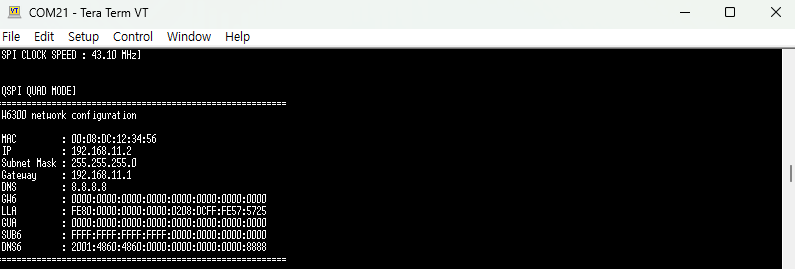 COM21 - Tera Term VT
File Edit Setup Control Window Help
SPI CLOCK SPEED : 43.10 MHz]
QSPI QUAD MODE]
==========================================================
W6300 network configuration
MAC         : 00:08:DC:12:34:56
IP          : 192.168.11.2
Subnet Mask : 255.255.255.0
Gateway     : 192.168.11.1
DNS         : 8.8.8.8
GW6         : 0000:0000:0000:0000:0000:0000:0000:0000
LLA         : FE80:0000:0000:0000:0208:DCFF:FE57:5725
GUA         : 0000:0000:0000:0000:0000:0000:0000:0000
SUB6        : FFFF:FFFF:FFFF:FFFF:0000:0000:0000:0000
DNS6        : 2001:4860:4860:0000:0000:0000:0000:8888
==========================================================